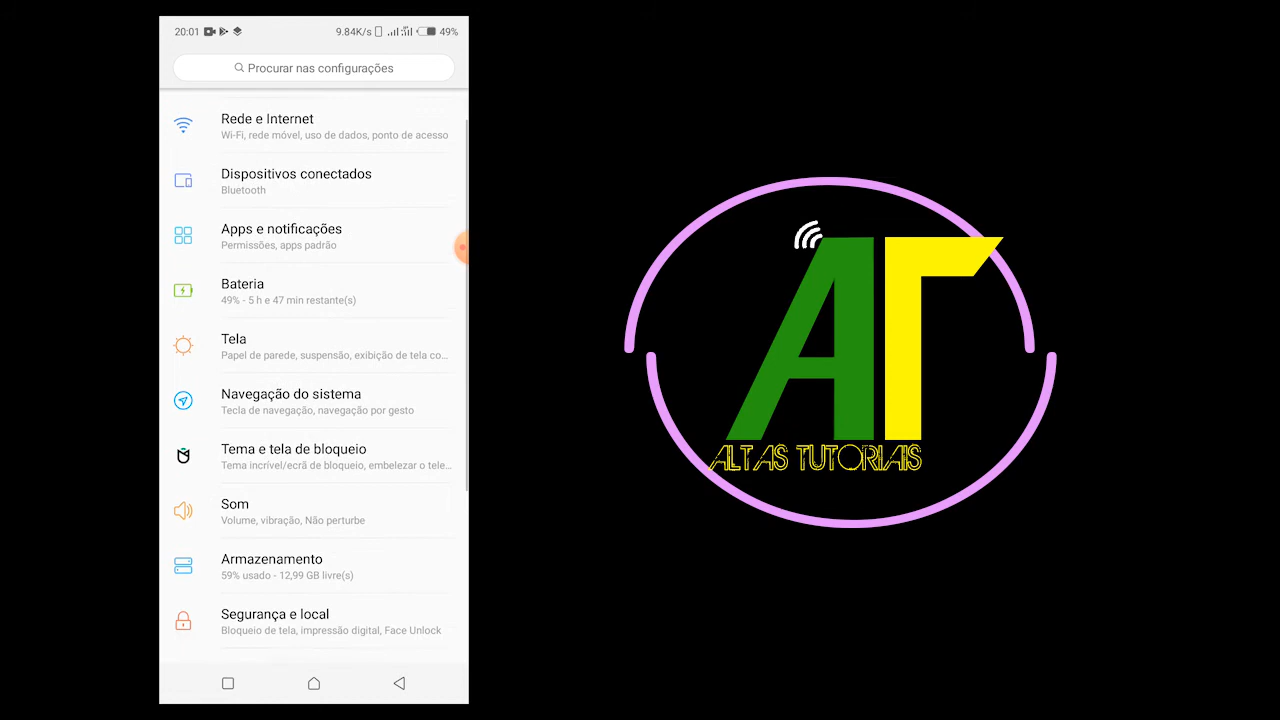 20:01 9.84K/s 49%
Procurar nas configurações
Rede e Internet
Wi-Fi, rede móvel, uso de dados, ponto de acesso
Dispositivos conectados
Bluetooth
Apps e notificações
Permissões, apps padrão
Bateria
49% - 5 h e 47 min restante(s)
Tela
Papel de parede, suspensão, exibição de tela co...
Navegação do sistema
Tecla de navegação, navegação por gesto
Tema e tela de bloqueio
Tema incrível/ecrã de bloqueio, embelezar o tele...
Som
Volume, vibração, Não perturbe
Armazenamento
59% usado - 12,99 GB livre(s)
Segurança e local
Bloqueio de tela, impressão digital, Face Unlock
AT
ALTAS TUTORIAIS